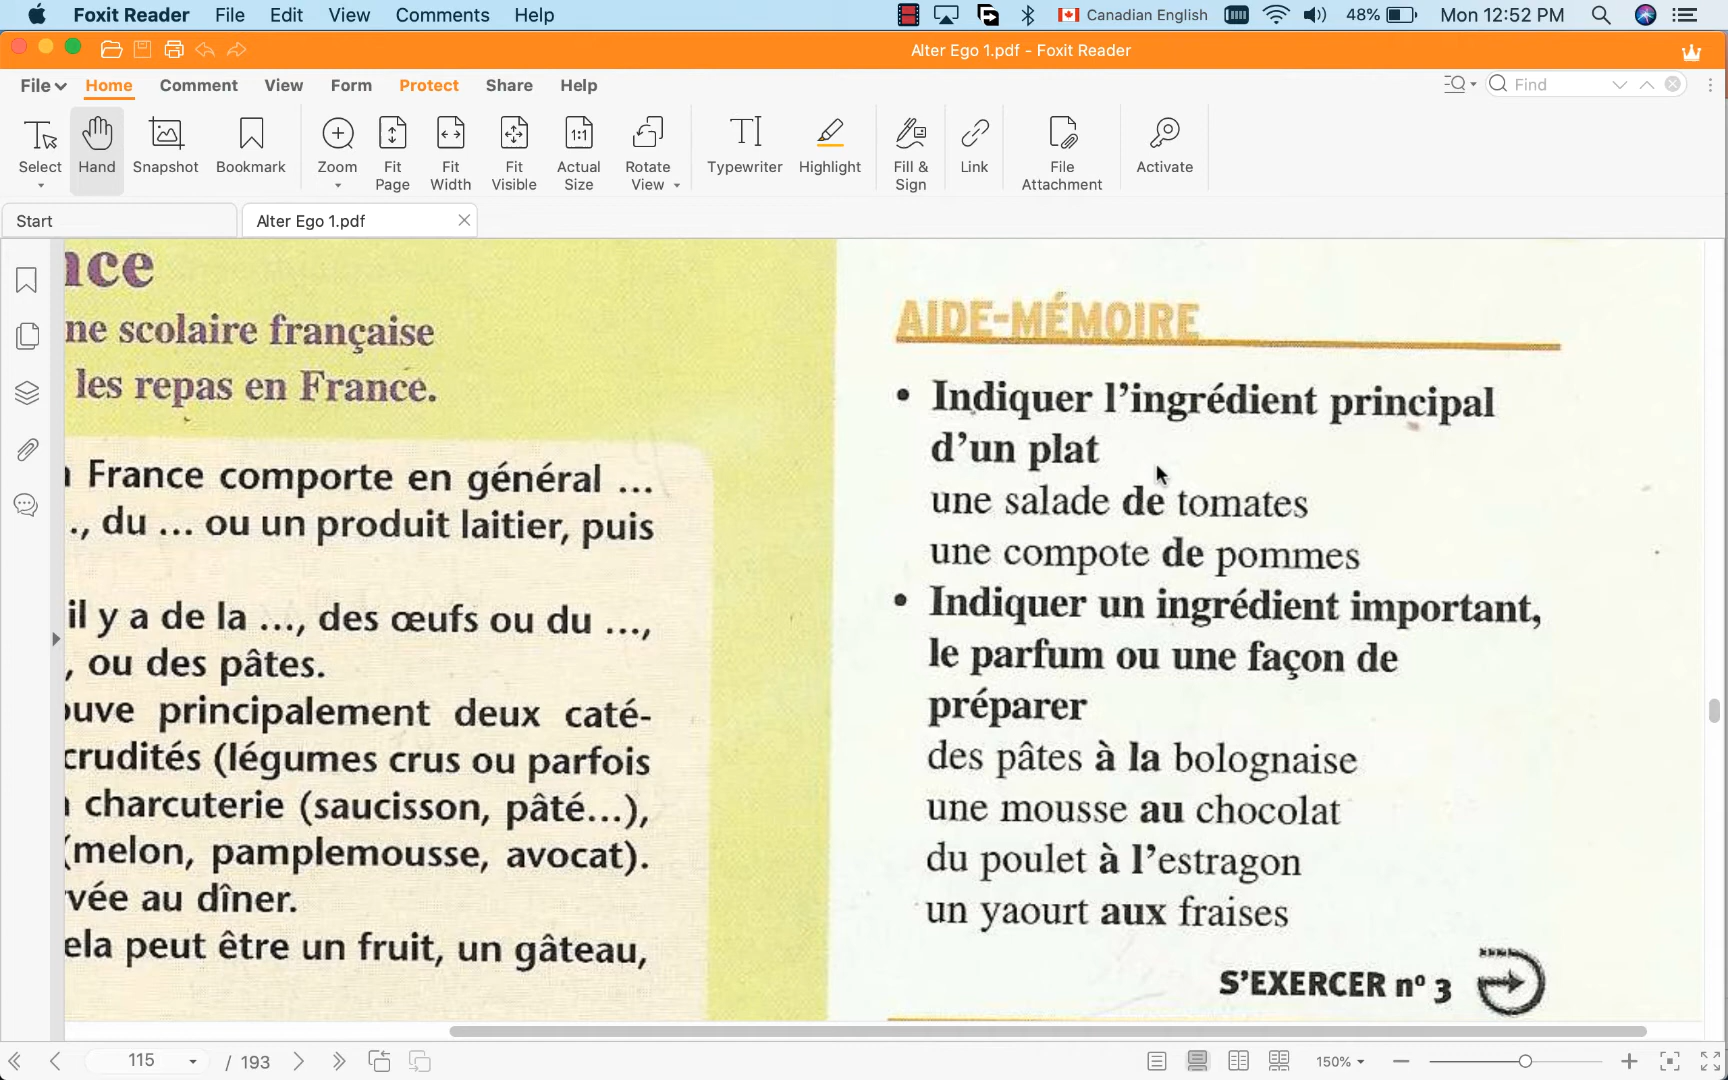 Foxit Reader File Edit View Comments Window Help Canadian English 48% Mon 12:52 PM
Alter Ego 1.pdf - Foxit Reader
File Home Comment View Form Protect Share Help Find
Select Hand Snapshot Bookmark Zoom Fit Page Fit Width Fit Visible Actual Size Rotate View Typewriter Highlight Fill & Sign Link File Attachment Activate
1:1
Start Alter Ego 1.pdf
nce
ne scolaire française
les repas en France.
France comporte en général ...
., du ... ou un produit laitier, puis
il y a de la ..., des œufs ou du ...,
, ou des pâtes.
ouve principalement deux caté-
crudités (légumes crus ou parfois
charcuterie (saucisson, pâté...),
(melon, pamplemousse, avocat).
vée au dîner.
ela peut être un fruit, un gâteau,
AIDE-MÉMOIRE
• Indiquer l'ingrédient principal
d'un plat
une salade de tomates
une compote de pommes
• Indiquer un ingrédient important,
le parfum ou une façon de
préparer
des pâtes à la bolognaise
une mousse au chocolat
du poulet à l'estragon
un yaourt aux fraises
S'EXERCER nº 3
115 / 193 150%